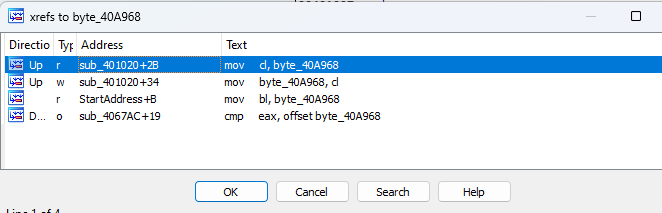 xrefs to byte_40A968
Directio Typ Address Text
Up r sub_401020+2B mov cl, byte_40A968
Up w sub_401020+34 mov byte_40A968, cl
r StartAddress+B mov bl, byte_40A968
D... o sub_4067AC+19 cmp eax, offset byte_40A968
OK Cancel Search Help
Line 1 of 4